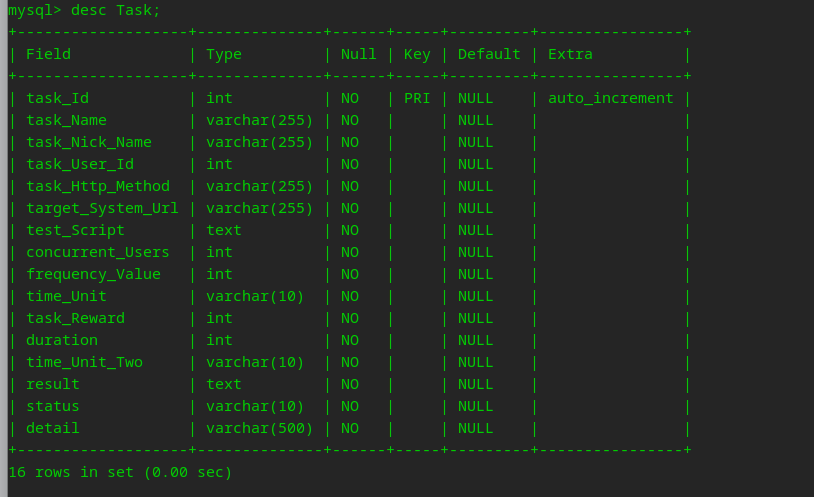 mysql> desc Task;
+-------------------+--------------+------+-----+---------+----------------+
| Field             | Type         | Null | Key | Default | Extra          |
+-------------------+--------------+------+-----+---------+----------------+
| task_Id           | int          | NO   | PRI | NULL    | auto_increment |
| task_Name         | varchar(255) | NO   |     | NULL    |                |
| task_Nick_Name    | varchar(255) | NO   |     | NULL    |                |
| task_User_Id      | int          | NO   |     | NULL    |                |
| task_Http_Method  | varchar(255) | NO   |     | NULL    |                |
| target_System_Url | varchar(255) | NO   |     | NULL    |                |
| test_Script       | text         | NO   |     | NULL    |                |
| concurrent_Users  | int          | NO   |     | NULL    |                |
| frequency_Value   | int          | NO   |     | NULL    |                |
| time_Unit         | varchar(10)  | NO   |     | NULL    |                |
| task_Reward       | int          | NO   |     | NULL    |                |
| duration          | int          | NO   |     | NULL    |                |
| time_Unit_Two     | varchar(10)  | NO   |     | NULL    |                |
| result            | text         | NO   |     | NULL    |                |
| status            | varchar(10)  | NO   |     | NULL    |                |
| detail            | varchar(500) | NO   |     | NULL    |                |
+-------------------+--------------+------+-----+---------+----------------+
16 rows in set (0.00 sec)